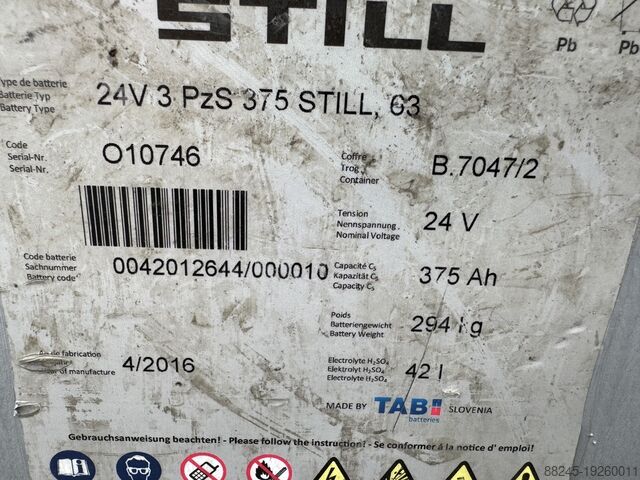 STILL
Pb Pb
Type de batterie
Batterie Typ
Battery Type
24V 3 PzS 375 STILL, G3
Code
Serial-Nr.
Serial-Nr.
O10746
Coffre
Trog
Container
B.7047/2
Tension
Nennspannung
Nominal Voltage
24 V
Code batterie
Sachnummer
Battery code
0042012644/000010
Capacité C₅
Kapazität C₅
Capacity C₅
375 Ah
Poids
Batteriegewicht
Battery Weight
294 kg
de fabrication
of manufacture
4/2016
Electrolyte H₂SO₄
Elektrolyt H₂SO₄
Electrolyte H₂SO₄
42 l
MADE BY TAB batteries SLOVENIA
Gebrauchsanweisung beachten! - Please follow the instruction! - Se conformer à la notice d' emploi!
88245-19260011